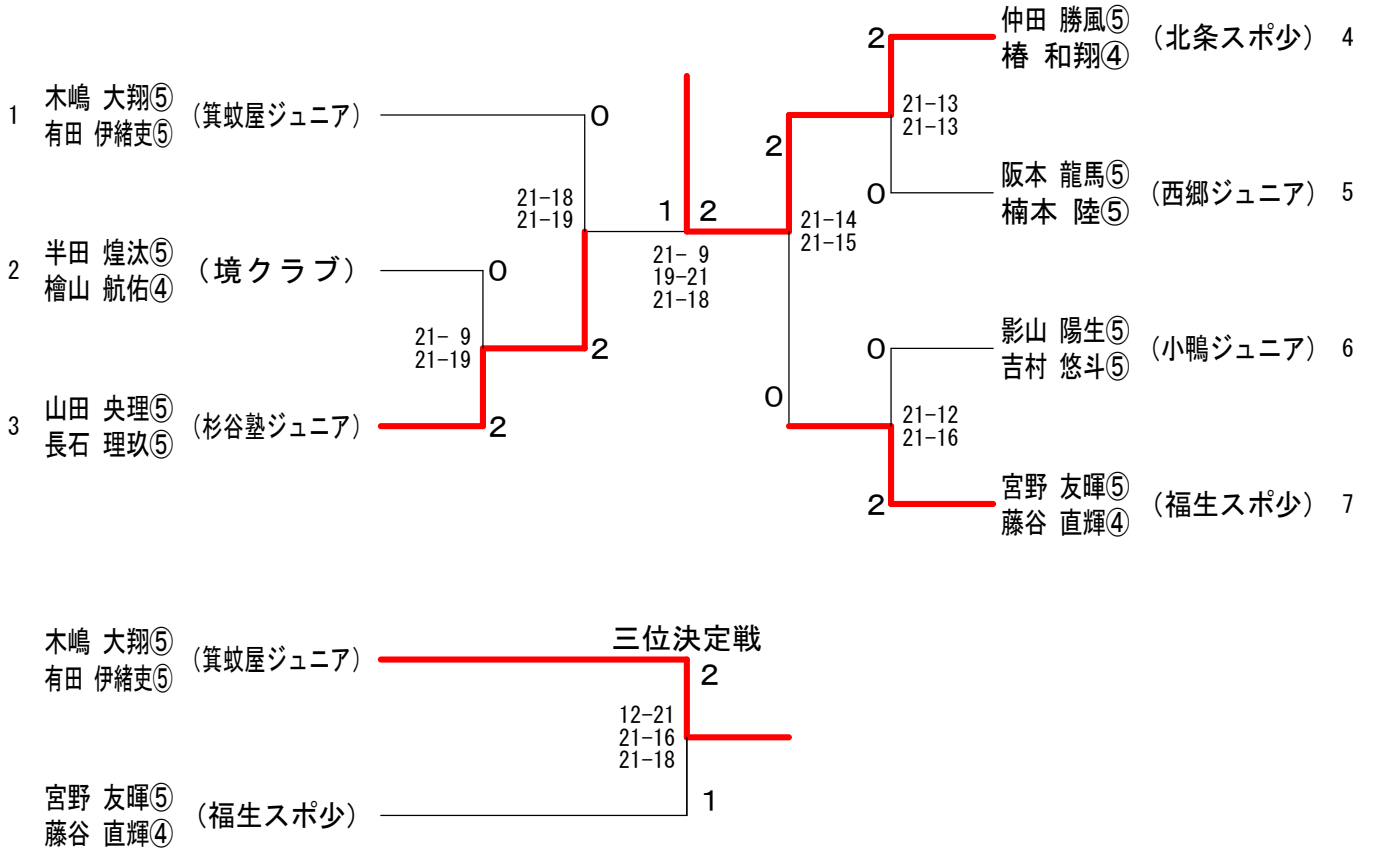 1
木嶋 大翔⑤
有田 伊緒吏⑤
(箕蚊屋ジュニア)
2
半田 煌汰⑤
檜山 航佑④
(境クラブ)
3
山田 央理⑤
長石 理玖⑤
(杉谷塾ジュニア)
0
21-18
21-19
0
21- 9
21-19
2
2
1
2
21- 9
19-21
21-18
仲田 勝風⑤
椿 和翔④
(北条スポ少)
4
2
21-13
21-13
2
阪本 龍馬⑤
楠本 陸⑤
(西郷ジュニア)
5
0
21-14
21-15
影山 陽生⑤
吉村 悠斗⑤
(小鴨ジュニア)
6
0
0
21-12
21-16
宮野 友暉⑤
藤谷 直輝④
(福生スポ少)
7
2
三位決定戦
木嶋 大翔⑤
有田 伊緒吏⑤
(箕蚊屋ジュニア)
2
12-21
21-16
21-18
宮野 友暉⑤
藤谷 直輝④
(福生スポ少)
1